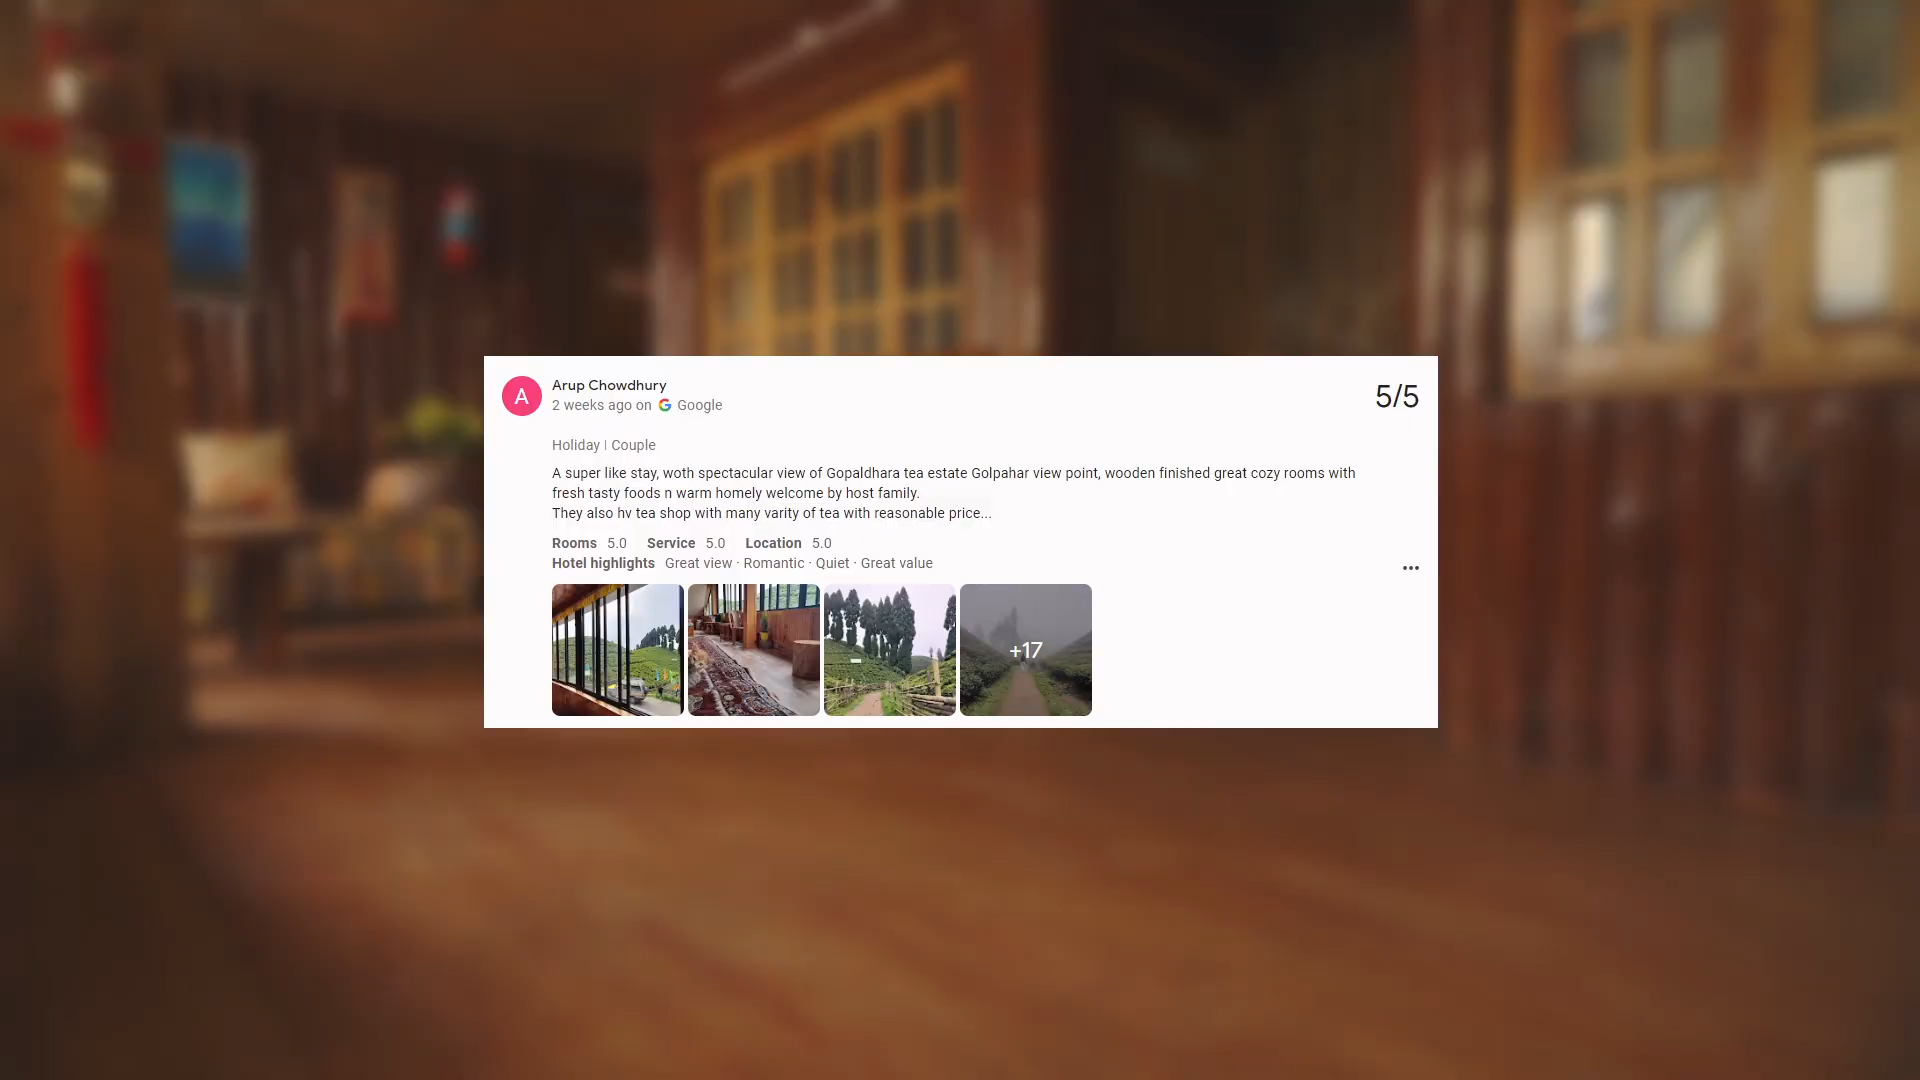 A
Arup Chowdhury
2 weeks ago on Google
5/5
Holiday | Couple
A super like stay, woth spectacular view of Gopaldhara tea estate Golpahar view point, wooden finished great cozy rooms with
fresh tasty foods n warm homely welcome by host family.
They also hv tea shop with many varity of tea with reasonable price...
Rooms 5.0 Service 5.0 Location 5.0
Hotel highlights Great view · Romantic · Quiet · Great value
+17